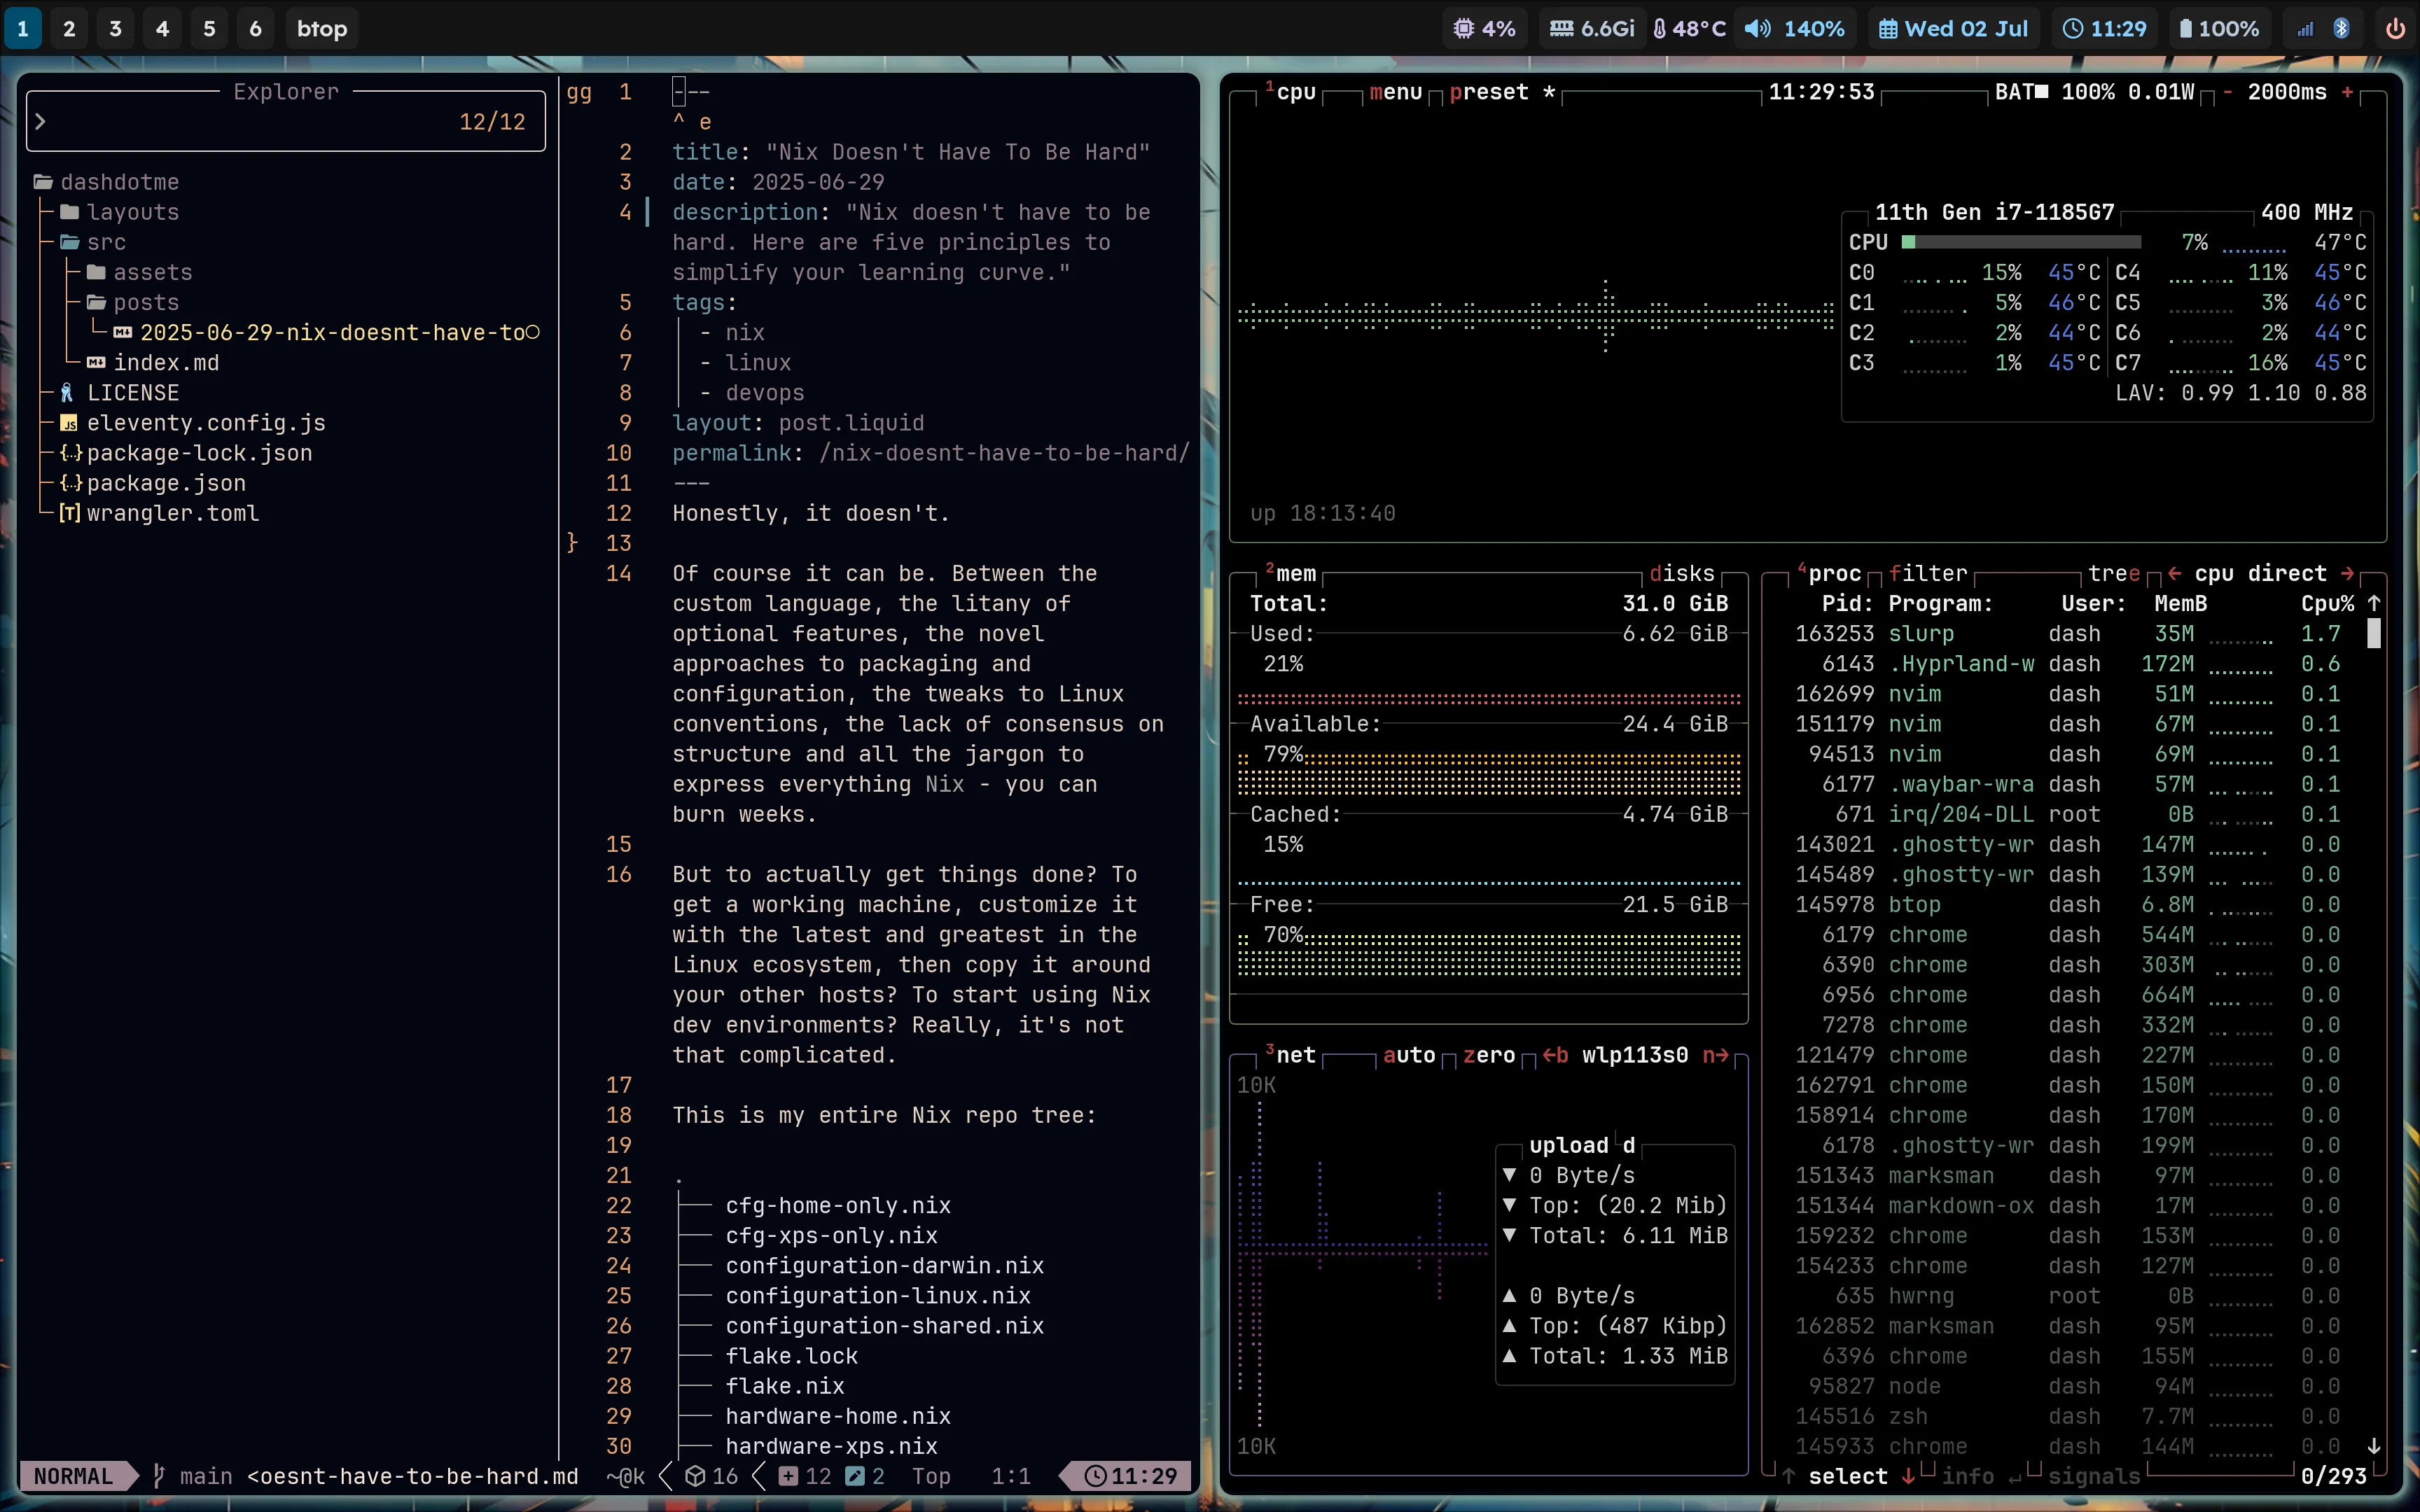 1 2 3 4 5 6 btop 4% 6.6Gi 48°C 140% Wed 02 Jul 11:29 100%
Explorer
12/12
dashdotme
layouts
src
assets
posts
2025-06-29-nix-doesnt-have-to
index.md
LICENSE
eleventy.config.js
package-lock.json
package.json
wrangler.toml
gg 1 ---
^ e
2 title: "Nix Doesn't Have To Be Hard"
3 date: 2025-06-29
4 description: "Nix doesn't have to be
hard. Here are five principles to
simplify your learning curve."
5 tags:
6 - nix
7 - linux
8 - devops
9 layout: post.liquid
10 permalink: /nix-doesnt-have-to-be-hard/
11 ---
12 Honestly, it doesn't.
} 13
14 Of course it can be. Between the
custom language, the litany of
optional features, the novel
approaches to packaging and
configuration, the tweaks to Linux
conventions, the lack of consensus on
structure and all the jargon to
express everything Nix - you can
burn weeks.
15
16 But to actually get things done? To
get a working machine, customize it
with the latest and greatest in the
Linux ecosystem, then copy it around
your other hosts? To start using Nix
dev environments? Really, it's not
that complicated.
17
18 This is my entire Nix repo tree:
19
21 .
22 ├── cfg-home-only.nix
23 ├── cfg-xps-only.nix
24 ├── configuration-darwin.nix
25 ├── configuration-linux.nix
26 ├── configuration-shared.nix
27 ├── flake.lock
28 ├── flake.nix
29 ├── hardware-home.nix
30 ├── hardware-xps.nix
NORMAL main <oesnt-have-to-be-hard.md ~@k 16 12 2 Top 1:1 11:29
1cpu menu preset * 11:29:53 BAT 100% 0.01W - 2000ms +
11th Gen i7-1185G7 400 MHz
CPU 7% 47°C
C0 15% 45°C C4 11% 45°C
C1 5% 46°C C5 3% 46°C
C2 2% 44°C C6 2% 44°C
C3 1% 45°C C7 16% 45°C
LAV: 0.99 1.10 0.88
up 18:13:40
2mem disks
Total: 31.0 GiB
Used: 6.62 GiB
21%
Available: 24.4 GiB
79%
Cached: 4.74 GiB
15%
Free: 21.5 GiB
70%
3net auto zero ←b wlp113s0 n→
10K
upload d
▼ 0 Byte/s
▼ Top: (20.2 Mib)
▼ Total: 6.11 MiB
▲ 0 Byte/s
▲ Top: (487 Kibp)
▲ Total: 1.33 MiB
10K
4proc filter tree ← cpu direct →
Pid: Program: User: MemB Cpu% ↑
163253 slurp dash 35M 1.7
6143 .Hyprland-w dash 172M 0.6
162699 nvim dash 51M 0.1
151179 nvim dash 67M 0.1
94513 nvim dash 69M 0.1
6177 .waybar-wra dash 57M 0.1
671 irq/204-DLL root 0B 0.1
143021 .ghostty-wr dash 147M 0.0
145489 .ghostty-wr dash 139M 0.0
145978 btop dash 6.8M 0.0
6179 chrome dash 544M 0.0
6390 chrome dash 303M 0.0
6956 chrome dash 664M 0.0
7278 chrome dash 332M 0.0
121479 chrome dash 227M 0.0
162791 chrome dash 150M 0.0
158914 chrome dash 170M 0.0
6178 .ghostty-wr dash 199M 0.0
151343 marksman dash 97M 0.0
151344 markdown-ox dash 17M 0.0
159232 chrome dash 153M 0.0
154233 chrome dash 127M 0.0
635 hwrng root 0B 0.0
162852 marksman dash 95M 0.0
6396 chrome dash 155M 0.0
95827 node dash 94M 0.0
145516 zsh dash 7.7M 0.0
145933 chrome dash 144M 0.0 ↓
↑ select ↓ info ↵ signals 0/293